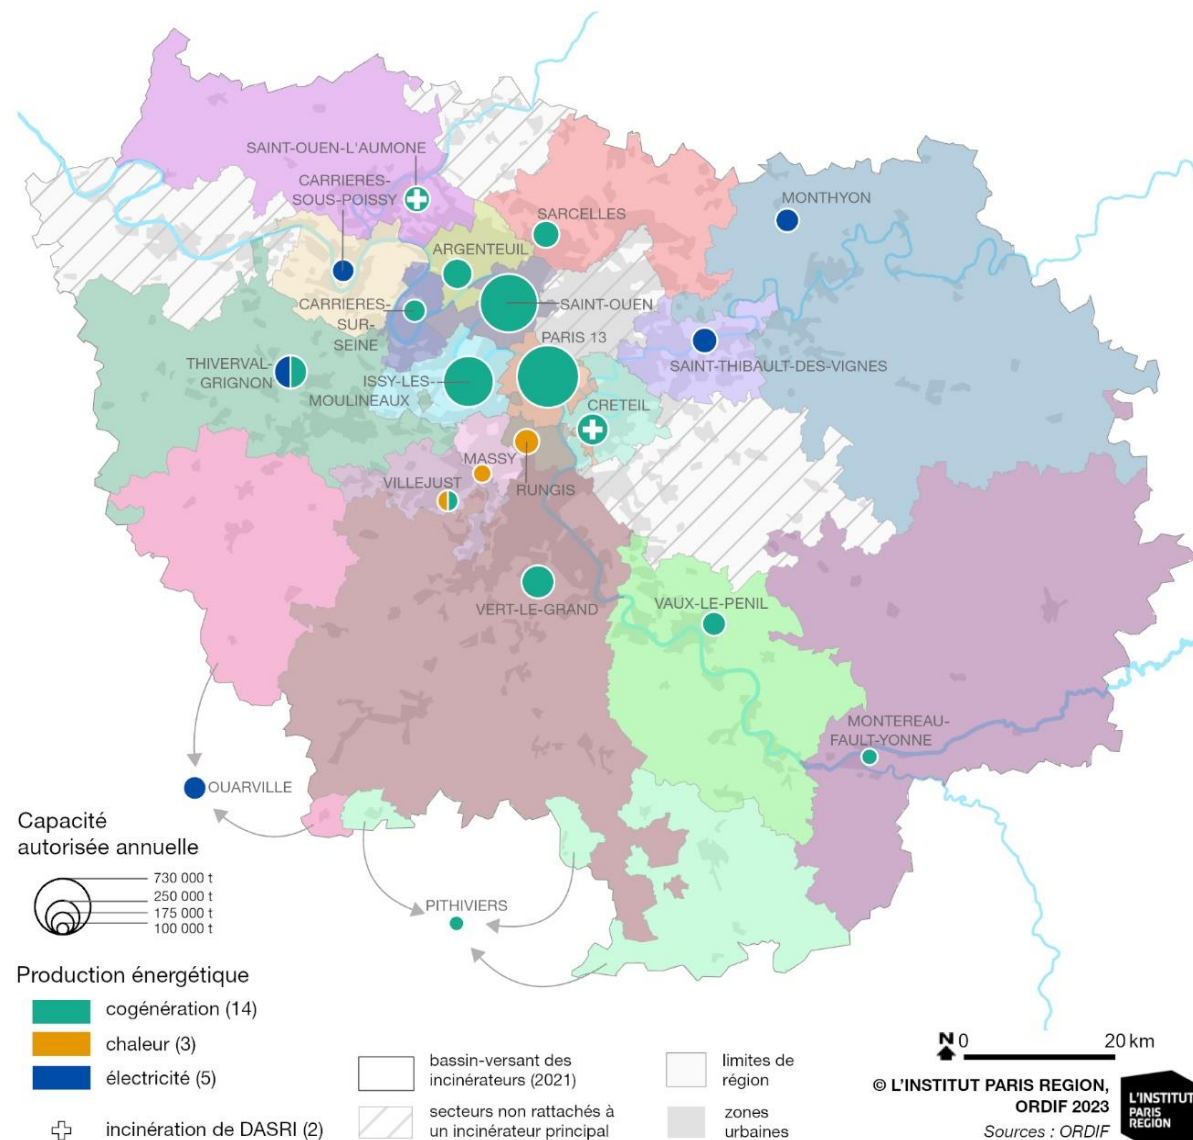 SAINT-OUEN-L'AUMONE
CARRIERES-
SOUS-POISSY
SARCELLES
MONTHYON
ARGENTEUIL
SAINT-OUEN
CARRIERES-
SUR-
SEINE
PARIS 13
THIVERVAL-
GRIGNON
ISSY-LES-
MOULINEAUX
SAINT-THIBAULT-DES-VIGNES
CRETEIL
MASSY
VILLEJUST
RUNGIS
VERT-LE-GRAND
VAUX-LE-PENIL
MONTEREAU-
FAULT-YONNE
OUARVILLE
PITHIVIERS
Capacité
autorisée annuelle
730 000 t
250 000 t
175 000 t
100 000 t
Production énergétique
cogénération (14)
chaleur (3)
électricité (5)
incinération de DASRI (2)
bassin-versant des
incinérateurs (2021)
secteurs non rattachés à
un incinérateur principal
limites de
région
zones
urbaines
N 0 20 km
© L'INSTITUT PARIS REGION,
ORDIF 2023
Sources : ORDIF
L'INSTITUT
PARIS
REGION